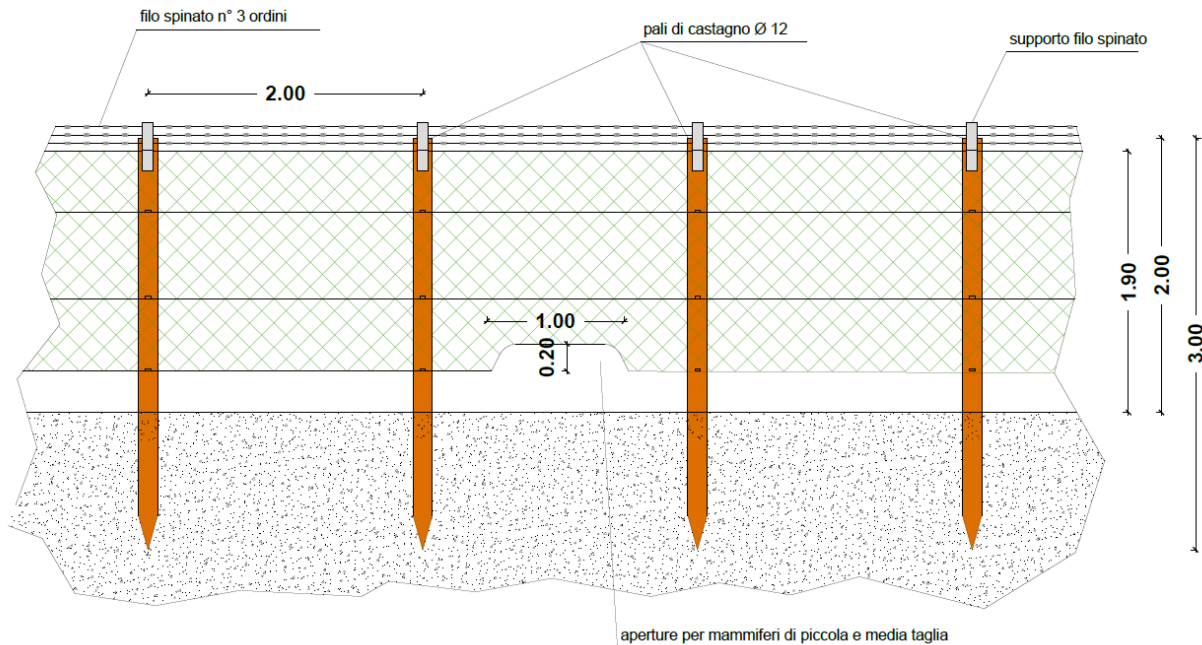 filo spinato n° 3 ordini
pali di castagno Ø 12
supporto filo spinato
2.00
1.00
0.20
1.90
2.00
3.00
aperture per mammiferi di piccola e media taglia